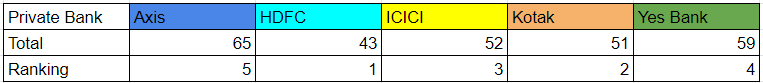 Private Bank Axis HDFC ICICI Kotak Yes Bank
Total 65 43 52 51 59
Ranking 5 1 3 2 4